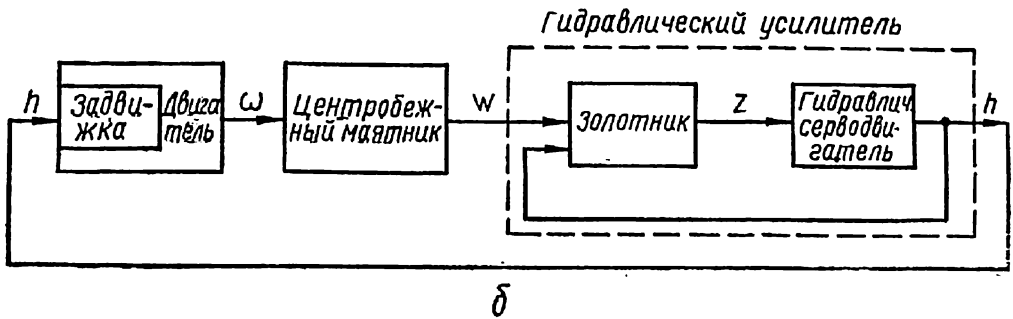 Гидравлический усилитель
h
Задви-
жка
Двига
тель
ω
Центробеж-
ный маятник
W
Золотник
Z
Гидравлич.
серводви-
гатель
h
б